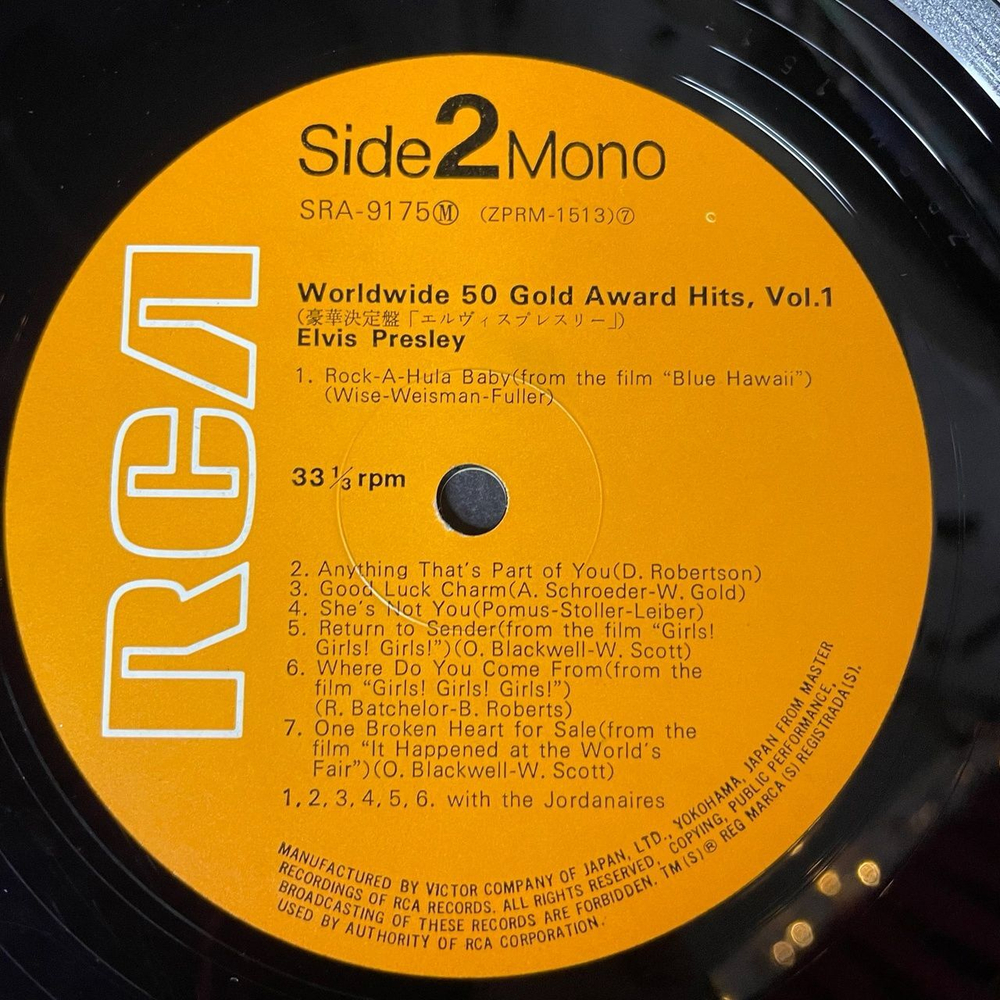 Side 2 Mono
SRA-9175Ⓜ (ZPRM-1513)⑦
RCA
Worldwide 50 Gold Award Hits, Vol.1
(豪華決定盤「エルヴィスプレスリー」)
Elvis Presley
1. Rock-A-Hula Baby(from the film “Blue Hawaii”)
(Wise-Weisman-Fuller)
33 1/3 rpm
2. Anything That's Part of You(D. Robertson)
3. Good Luck Charm(A. Schroeder-W. Gold)
4. She's Not You(Pomus-Stoller-Leiber)
5. Return to Sender(from the film “Girls!
Girls! Girls!”)(O. Blackwell-W. Scott)
6. Where Do You Come From(from the
film “Girls! Girls! Girls!”)
(R. Batchelor-B. Roberts)
7. One Broken Heart for Sale(from the
film “It Happened at the World's
Fair”)(O. Blackwell-W. Scott)
1, 2, 3, 4, 5, 6. with the Jordanaires
MANUFACTURED BY VICTOR COMPANY OF JAPAN, LTD., YOKOHAMA, JAPAN FROM MASTER
RECORDINGS OF RCA RECORDS. ALL RIGHTS RESERVED. COPYING, PUBLIC PERFORMANCE,
BROADCASTING OF THESE RECORDS ARE FORBIDDEN. TM(S)® REG MARCA(S) REGISTRADA(S).
USED BY AUTHORITY OF RCA CORPORATION.